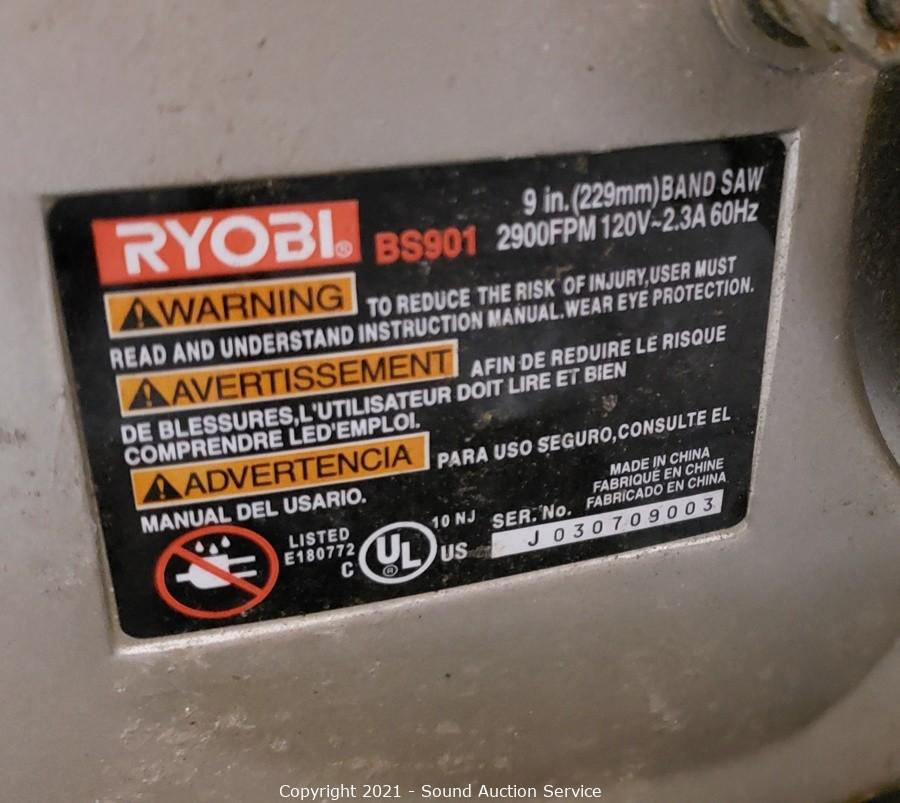 RYOBI® BS901 9 in.(229mm)BAND SAW
2900FPM 120V~2.3A 60Hz
WARNING TO REDUCE THE RISK OF INJURY,USER MUST
READ AND UNDERSTAND INSTRUCTION MANUAL.WEAR EYE PROTECTION.
AVERTISSEMENT AFIN DE REDUIRE LE RISQUE
DE BLESSURES,L'UTILISATEUR DOIT LIRE ET BIEN
COMPRENDRE LED'EMPLOI.
ADVERTENCIA PARA USO SEGURO,CONSULTE EL
MANUAL DEL USARIO.
MADE IN CHINA
FABRIQUÉ EN CHINE
FABRICADO EN CHINA
LISTED
E180772
C UL® US
10 NJ
SER. No.
J030709003
Copyright 2021 - Sound Auction Service